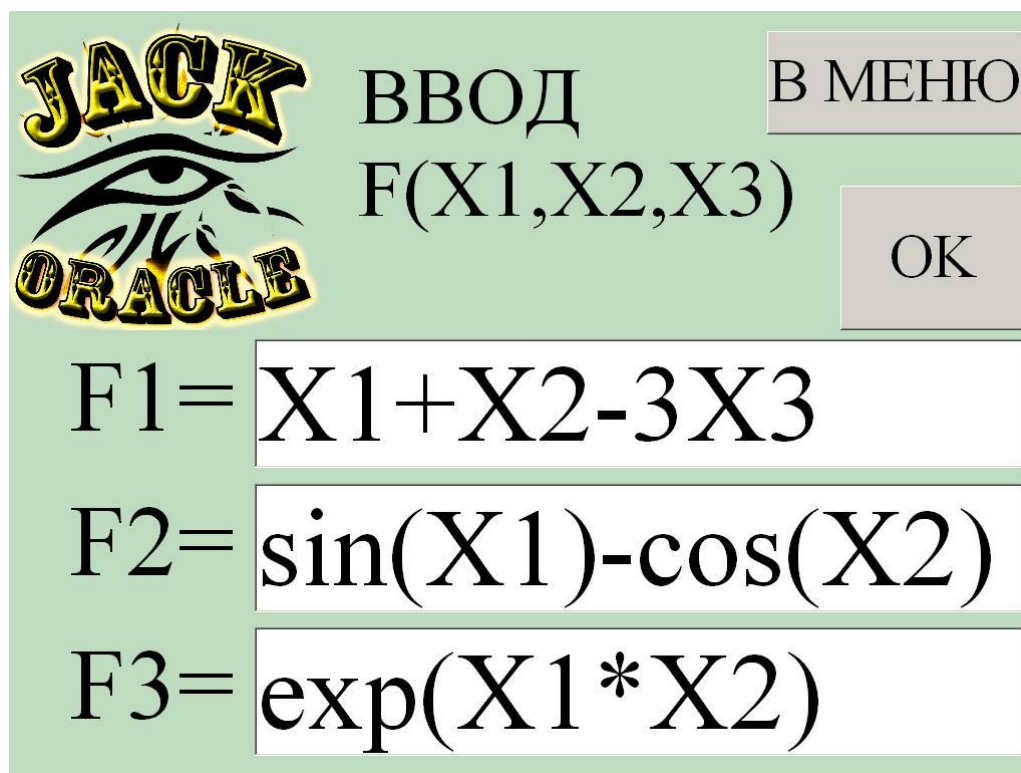 JACK
ORACLE
ВВОД
F(X1,X2,X3)
В МЕНЮ
OK
F1= X1+X2-3X3
F2= sin(X1)-cos(X2)
F3= exp(X1*X2)